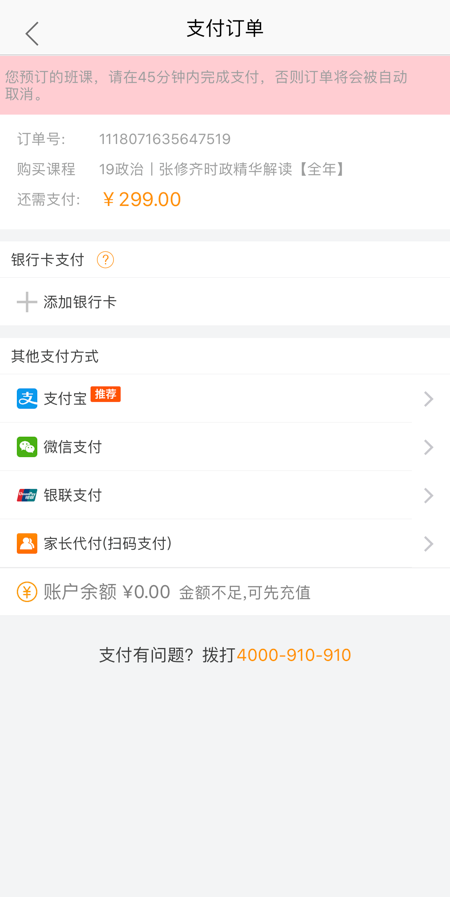 支付订单
您预订的班课，请在45分钟内完成支付，否则订单将会被自动
取消。
订单号: 1118071635647519
购买课程 19政治丨张修齐时政精华解读【全年】
还需支付: ￥299.00
银行卡支付 ?
添加银行卡
其他支付方式
支 支付宝 推荐
微信支付
银联支付
家长代付(扫码支付)
¥ 账户余额 ¥0.00 金额不足,可先充值
支付有问题？拨打4000-910-910